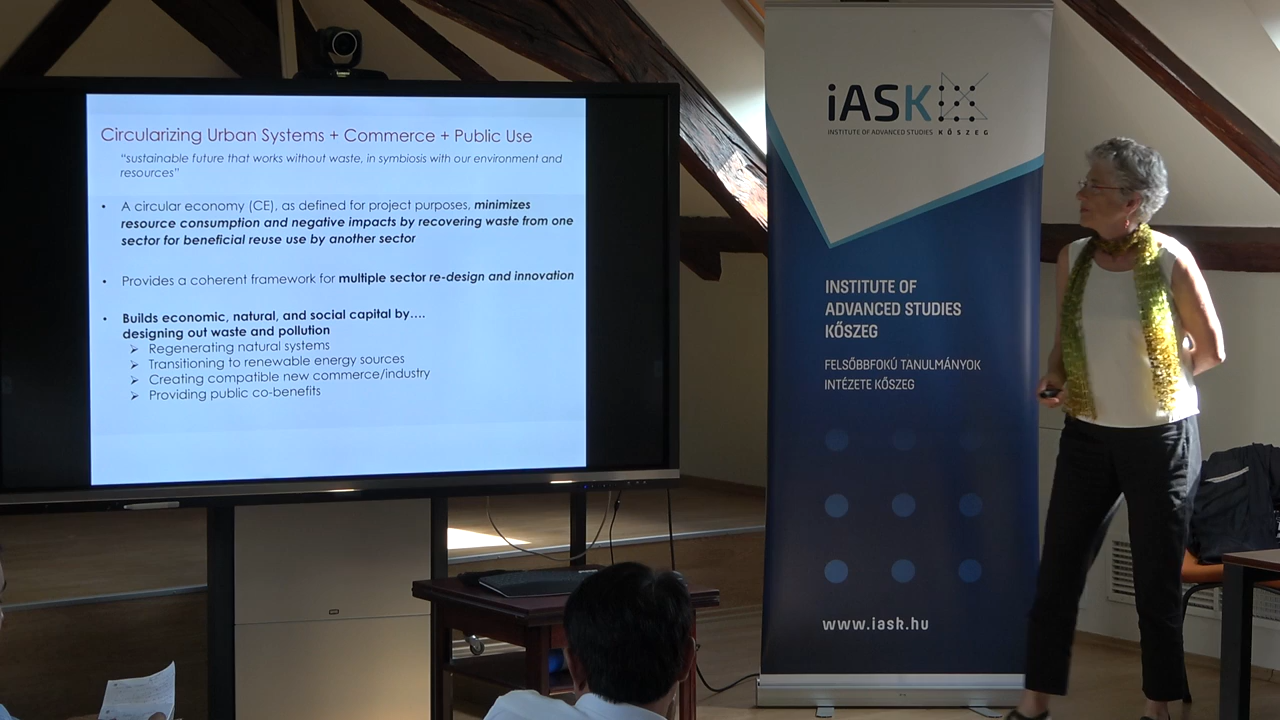 Circularizing Urban Systems + Commerce + Public Use
"sustainable future that works without waste, in symbiosis with our environment and
resources"
• A circular economy (CE), as defined for project purposes, minimizes
resource consumption and negative impacts by recovering waste from one
sector for beneficial reuse use by another sector
• Provides a coherent framework for multiple sector re-design and innovation
• Builds economic, natural, and social capital by....
designing out waste and pollution
➢ Regenerating natural systems
➢ Transitioning to renewable energy sources
➢ Creating compatible new commerce/industry
➢ Providing public co-benefits
iASK
INSTITUTE OF ADVANCED STUDIES KŐSZEG
INSTITUTE OF
ADVANCED STUDIES
KŐSZEG
FELSŐBBFOKÚ TANULMÁNYOK
INTÉZETE KŐSZEG
www.iask.hu